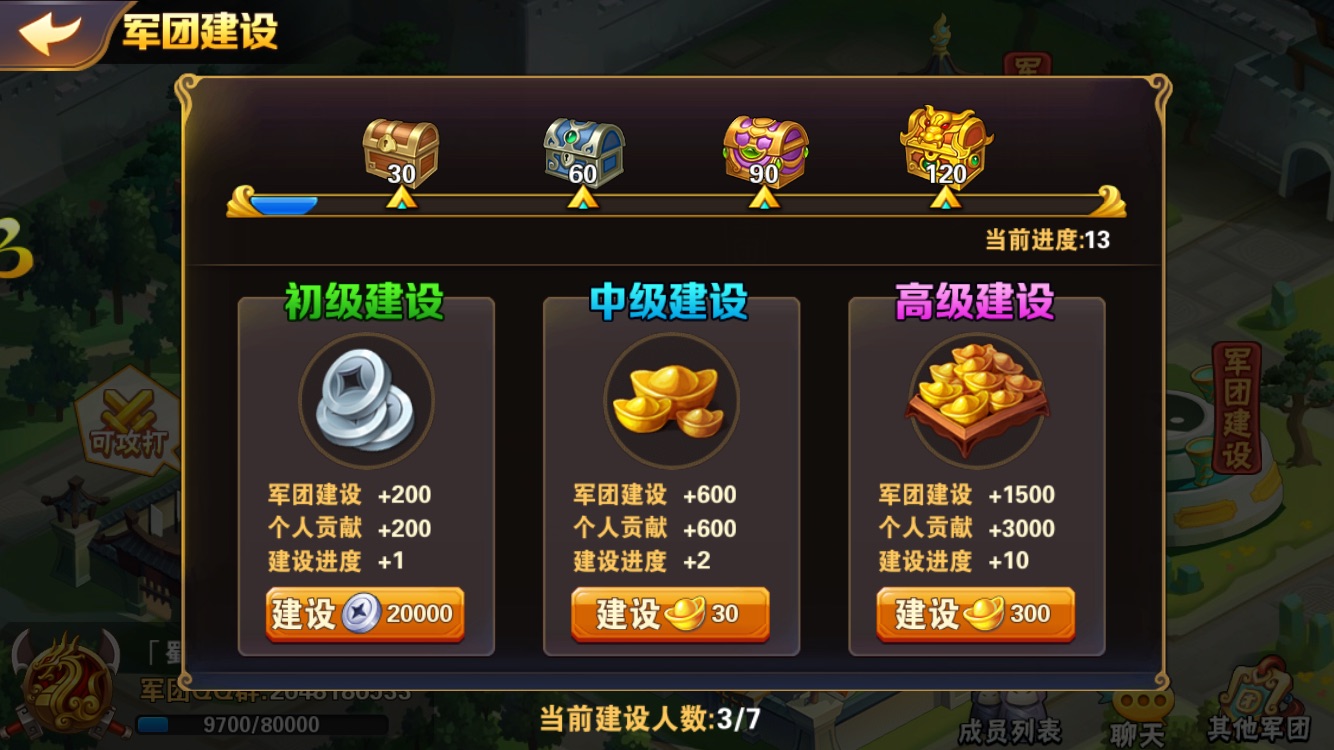 军团建设
军
30
60
90
120
当前进度:13
初级建设
中级建设
高级建设
军团建设 +200
个人贡献 +200
建设进度 +1
建设 20000
军团建设 +600
个人贡献 +600
建设进度 +2
建设 30
军团建设 +1500
个人贡献 +3000
建设进度 +10
建设 300
可攻打
军团建设
「蜀
9700/80000
当前建设人数:3/7
成员列表
聊天
其他军团